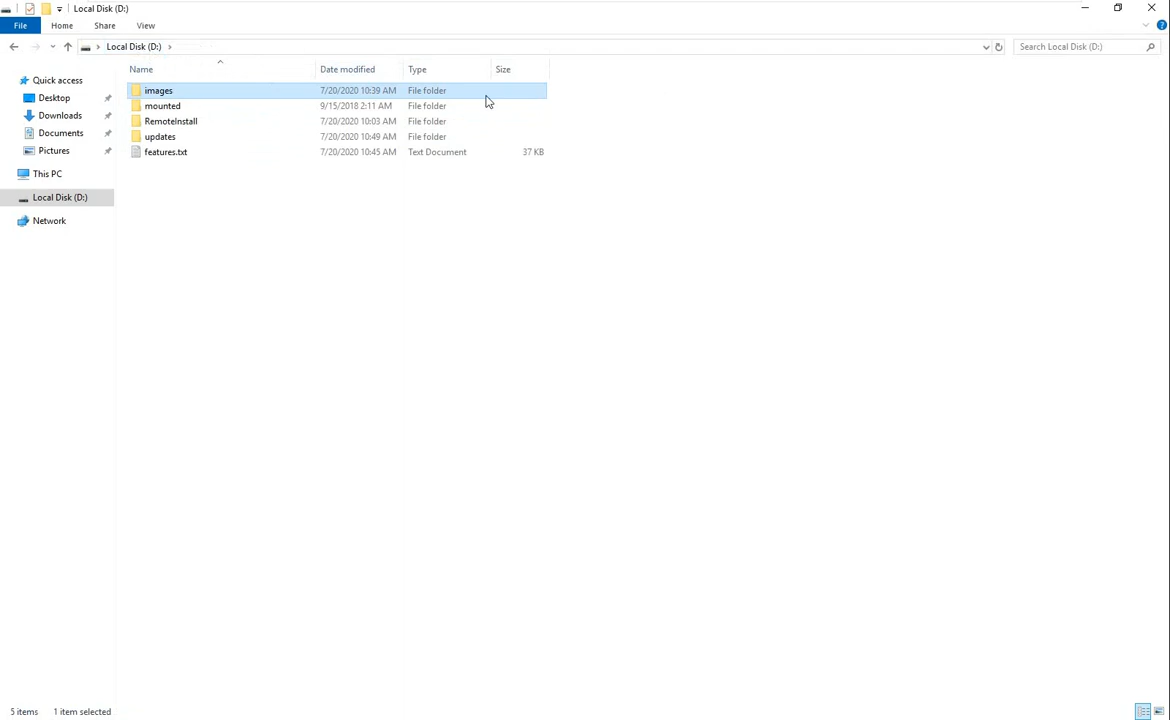 Local Disk (D:)
File Home Share View
Local Disk (D:) Search Local Disk (D:)
Name Date modified Type Size
Quick access
Desktop
Downloads
Documents
Pictures
This PC
Local Disk (D:)
Network
images 7/20/2020 10:39 AM File folder
mounted 9/15/2018 2:11 AM File folder
RemoteInstall 7/20/2020 10:03 AM File folder
updates 7/20/2020 10:49 AM File folder
features.txt 7/20/2020 10:45 AM Text Document 37 KB
5 items 1 item selected